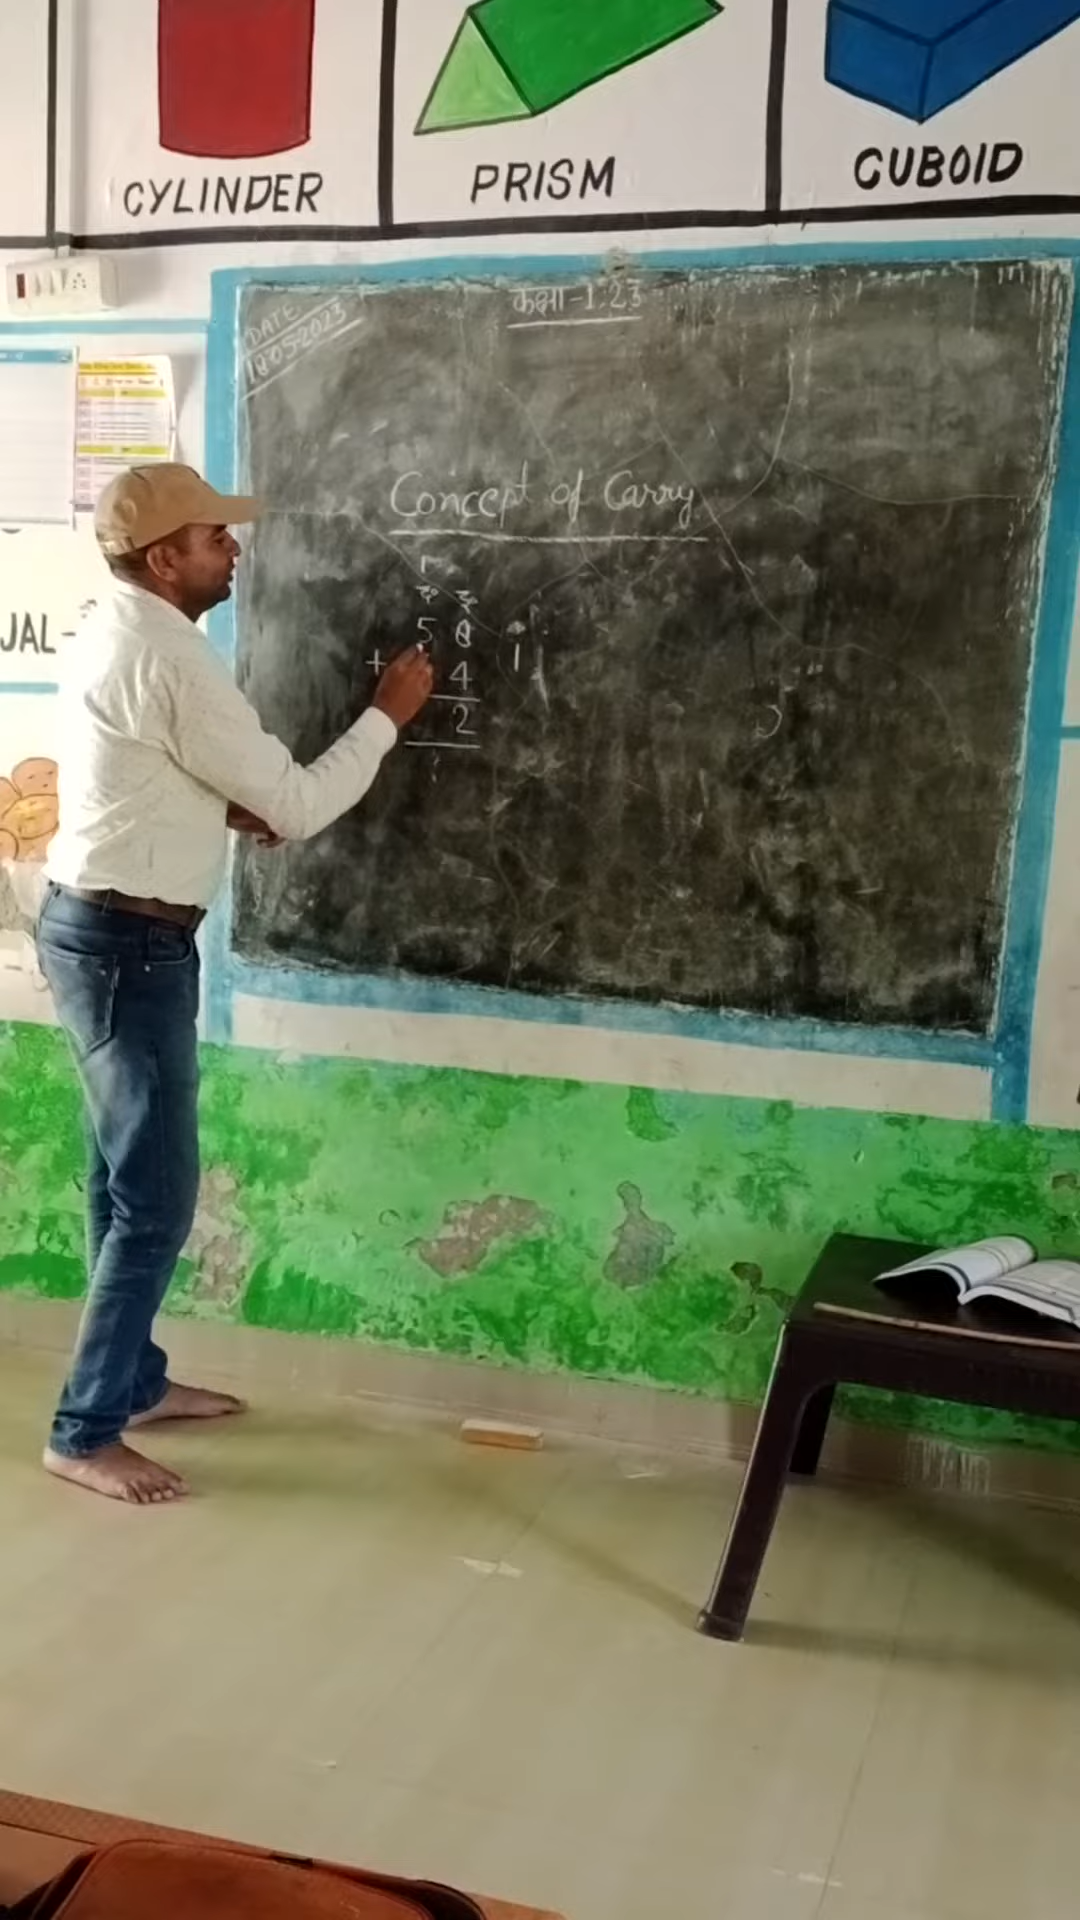 CYLINDER
PRISM
CUBOID
DATE
18-05-2023
कक्षा-1,2,3
Concept of Carry
JAL-
5 8
+ 4
2
1